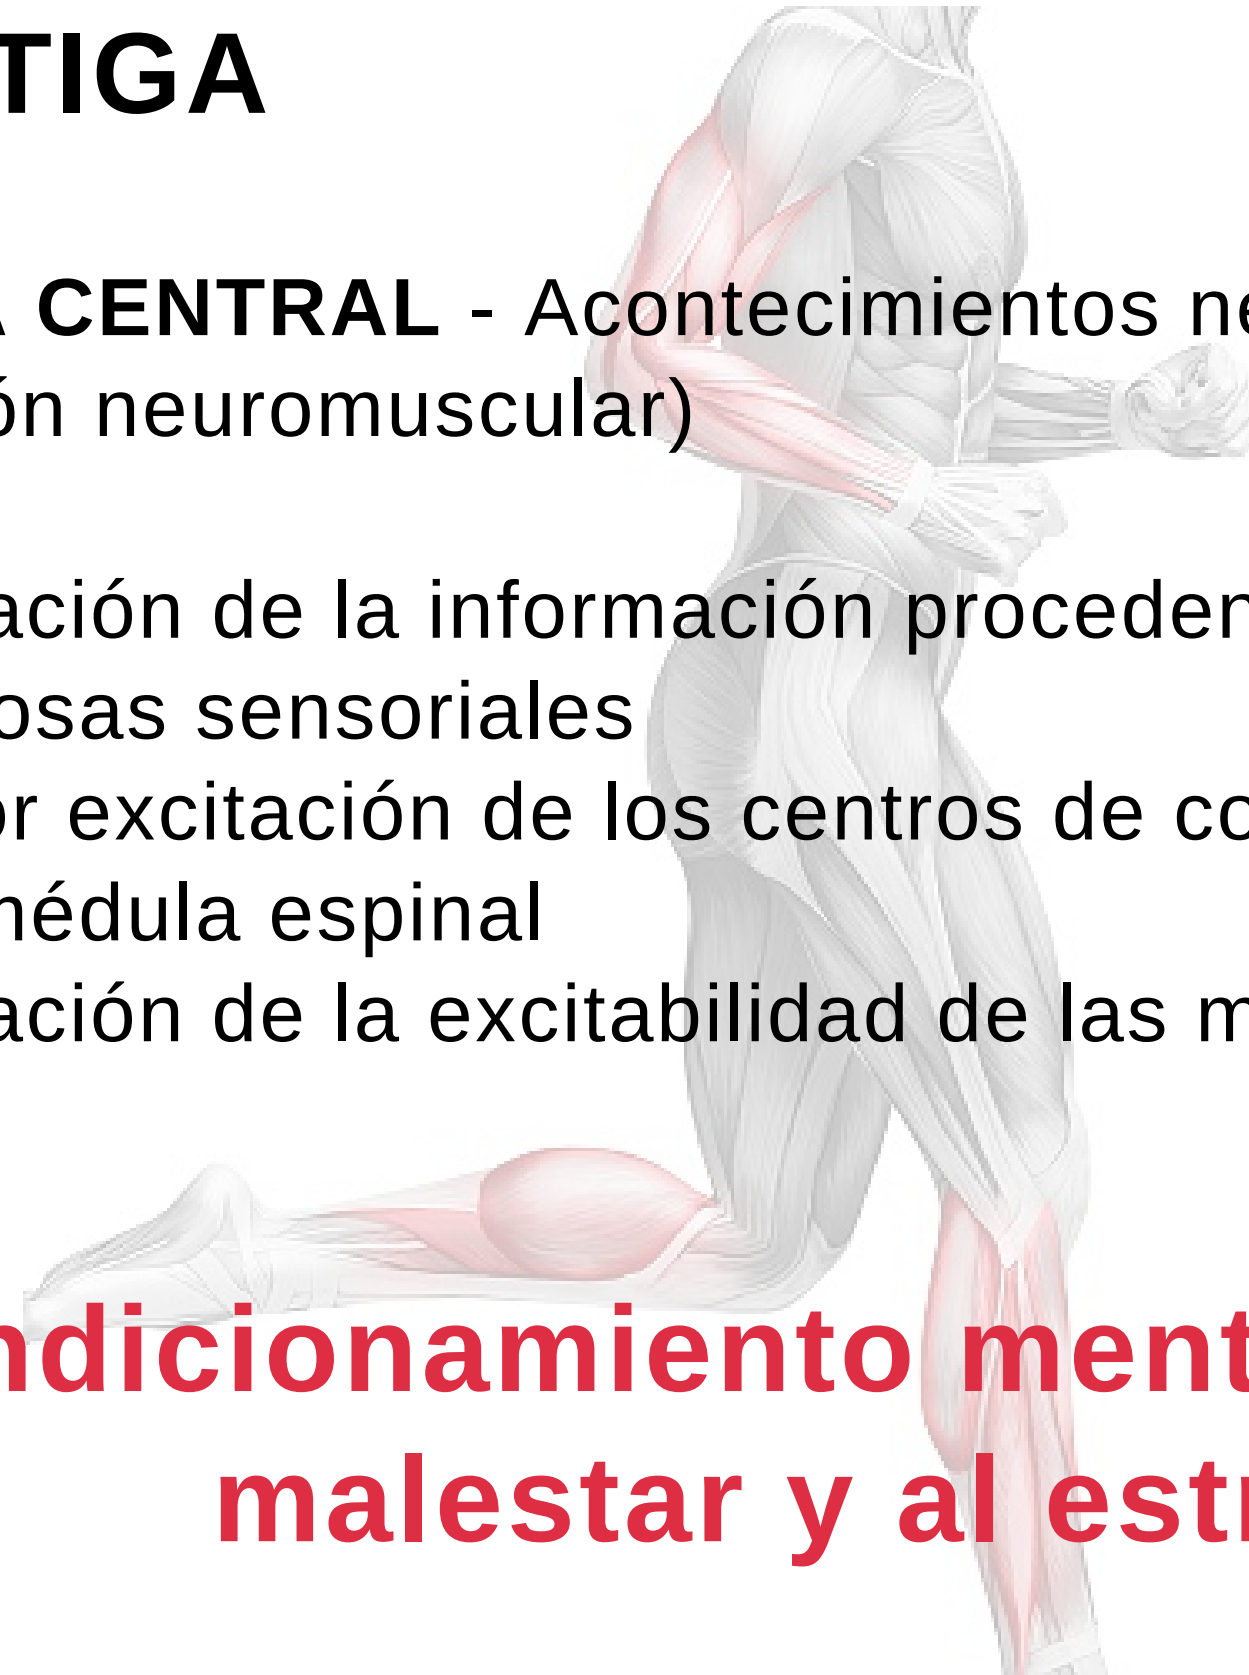 TIGA
A CENTRAL - Acontecimientos ne
ón neuromuscular)
ación de la información proceden
osas sensoriales
or excitación de los centros de co
médula espinal
ación de la excitabilidad de las m
ndicionamiento ment
malestar y al estr